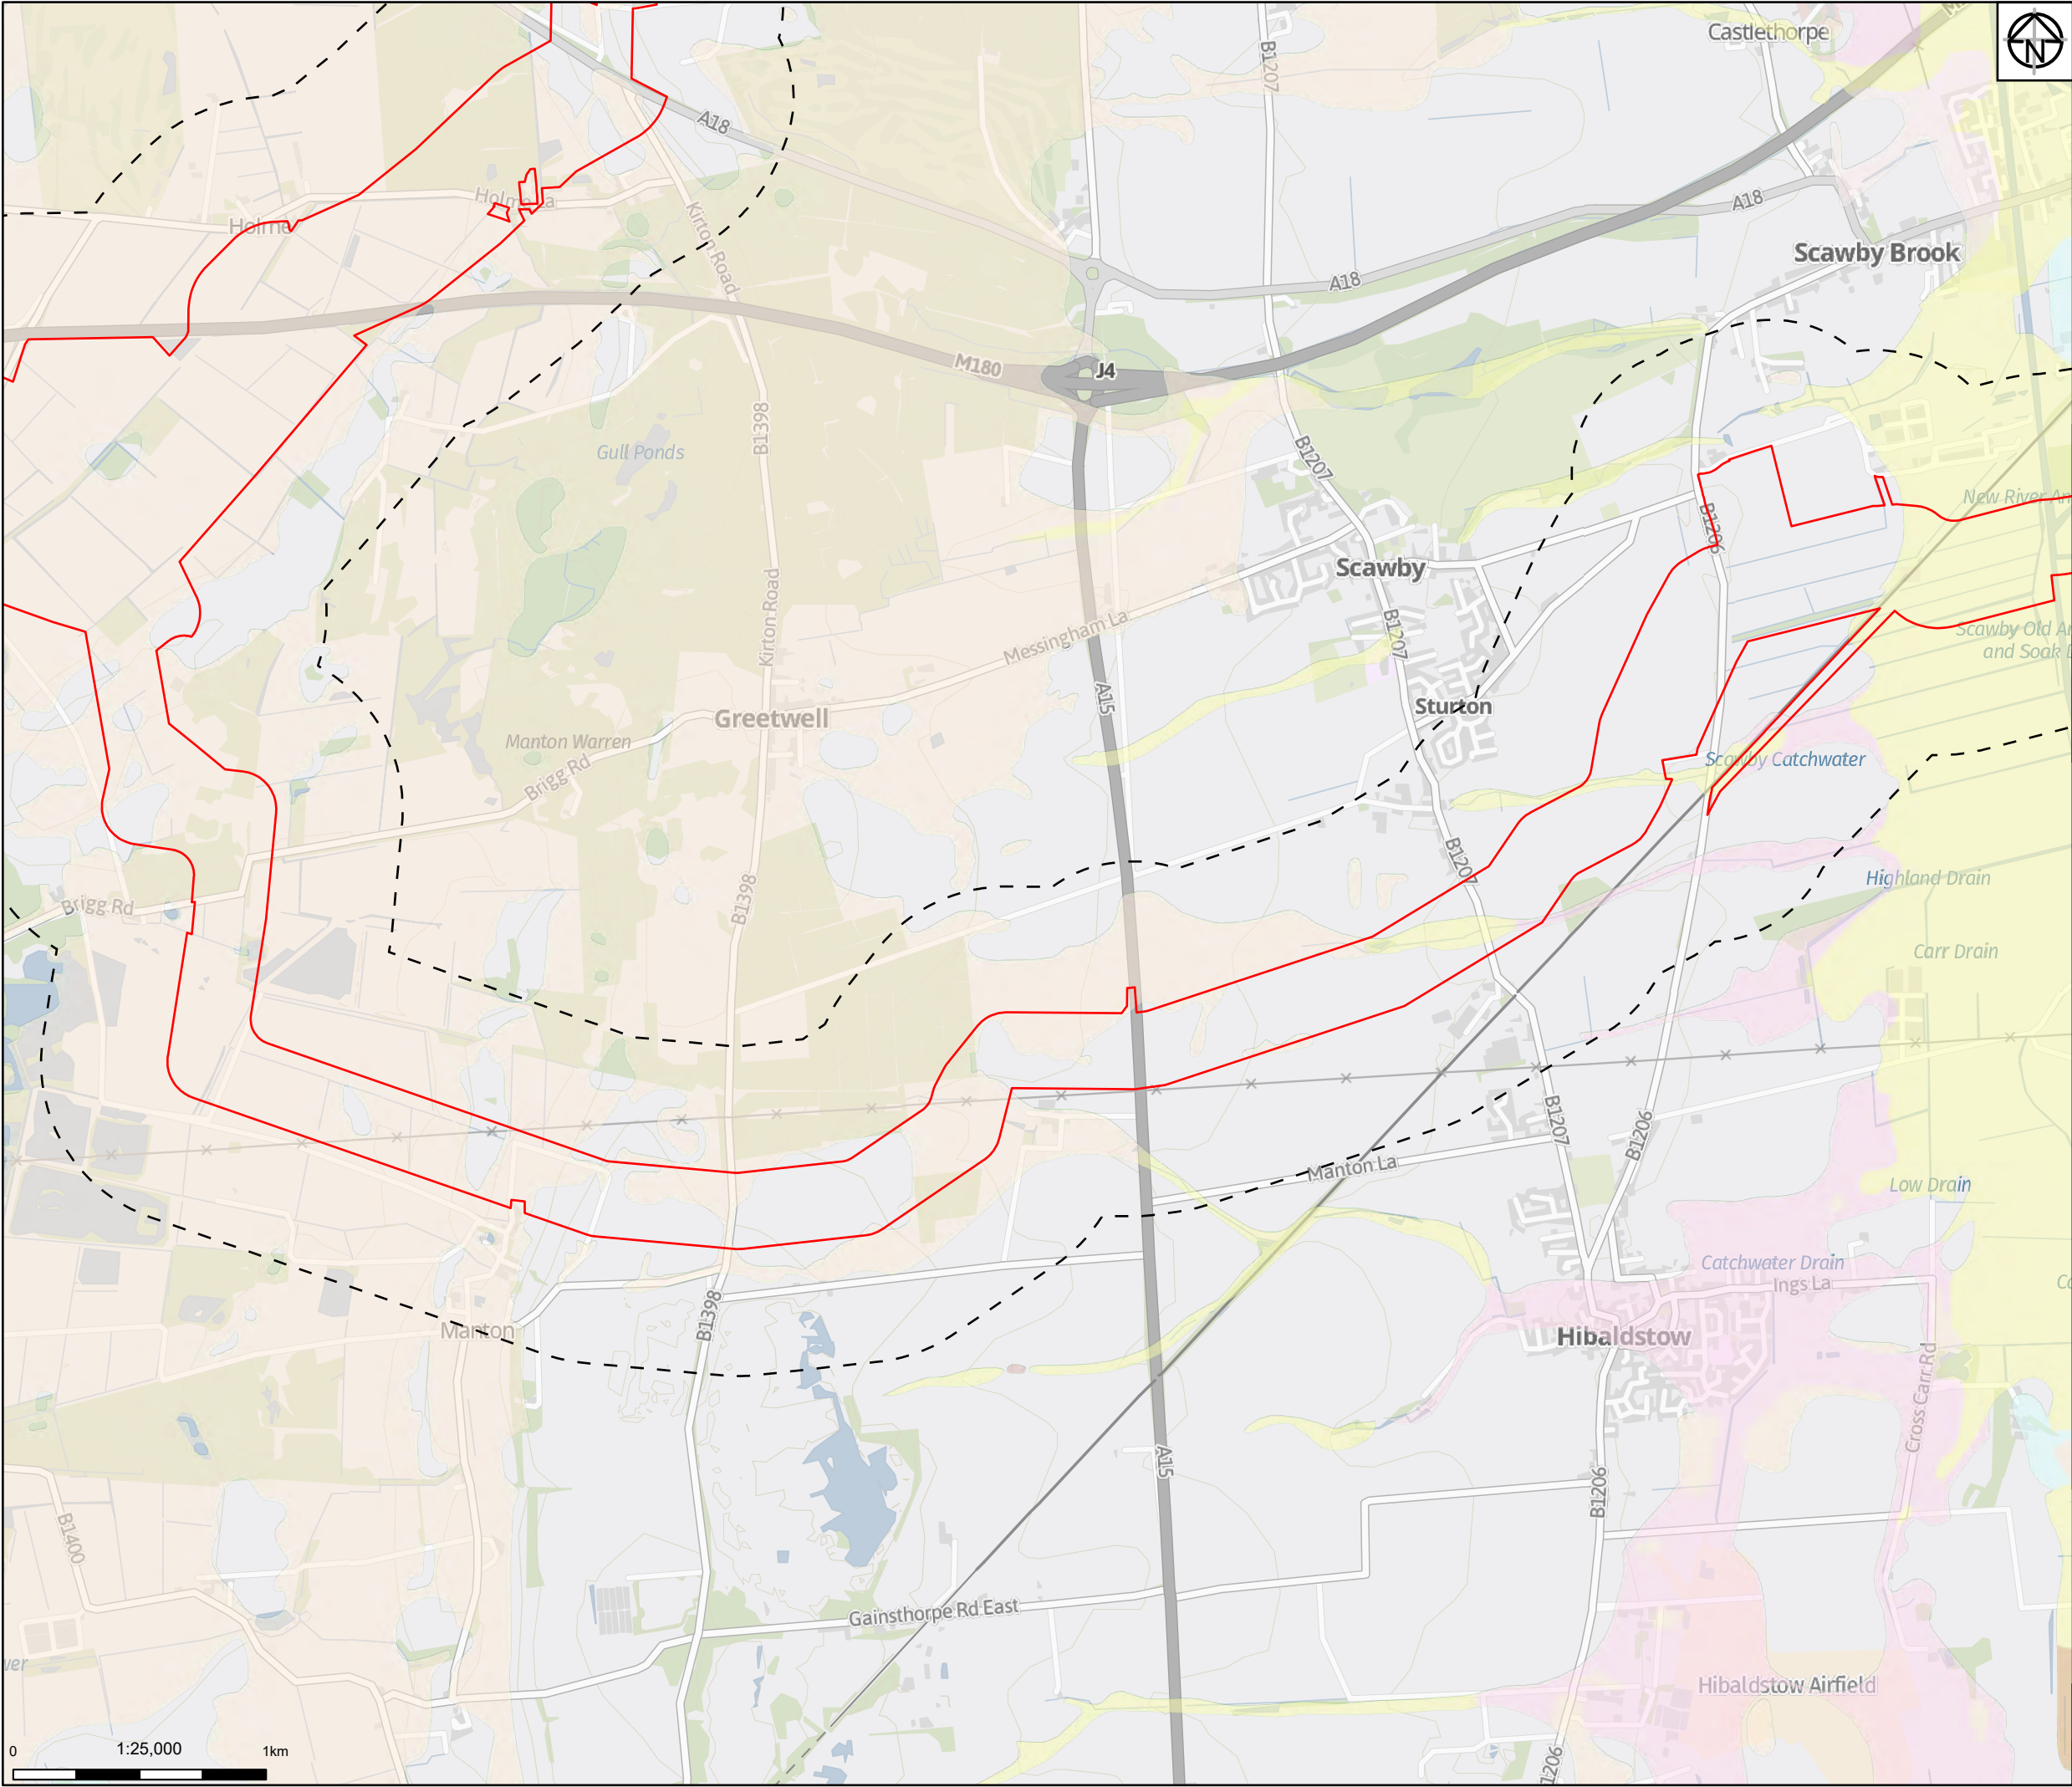 Castlethorpe
N
B1207
A18
Holme La
Holme
Kirton Road
A18
A18
Scawby Brook
M180
J4
B1398
Gull Ponds
B1207
New River An
B1206
Scawby
Kirton Road
Messingham La
B1207
Scawby Old An
and Soak D
A15
Sturton
Greetwell
Manton Warren
Brigg Rd
Scawby Catchwater
B1207
Highland Drain
B1398
Brigg Rd
Carr Drain
B1207
B1206
Manton La
Low Drain
Catchwater Drain
Ings La
B1398
Manton
Hibaldstow
Cross Carr Rd
A15
B1206
B1400
Gainsthorpe Rd East
Hibaldstow Airfield
0
1:25,000
1km
1206